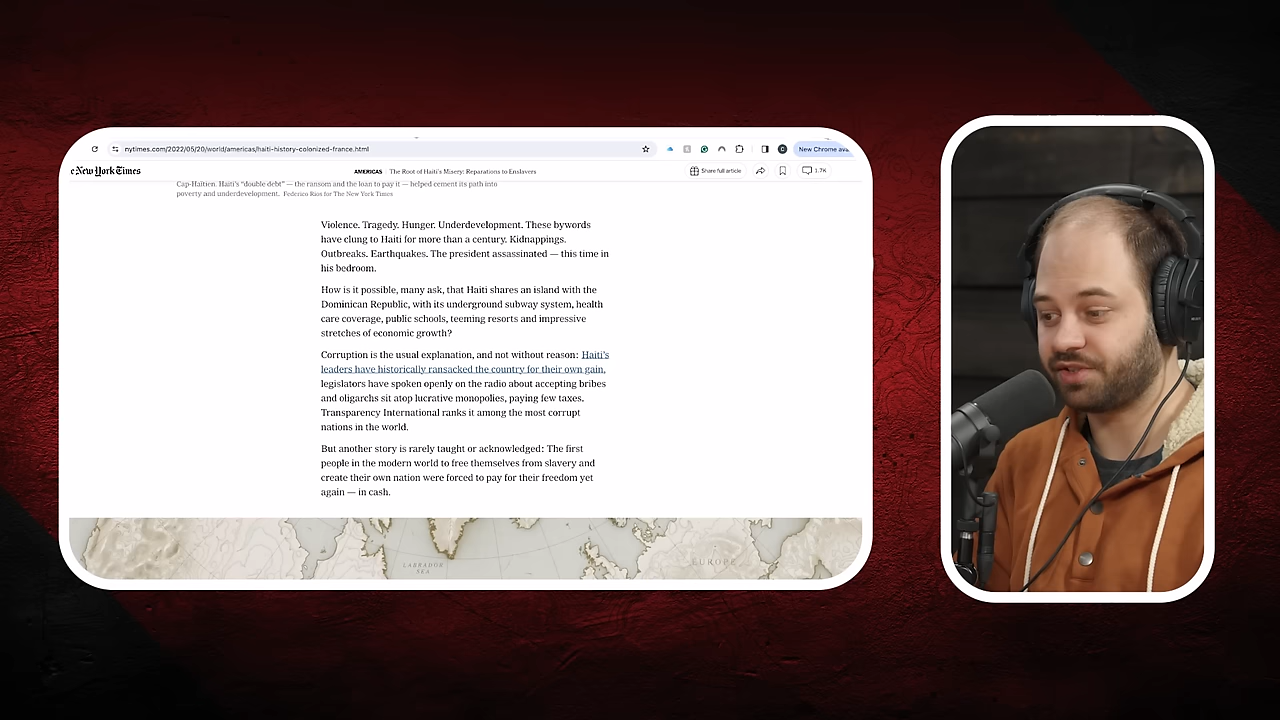 nytimes.com/2022/05/20/world/americas/haiti-history-colonized-france.html
New Chrome ava
e New York Times
AMERICAS The Root of Haiti's Misery: Reparations to Enslavers
Share full article
1.7K
Cap-Haïtien. Haiti's “double debt” — the ransom and the loan to pay it — helped cement its path into
poverty and underdevelopment. Federico Rios for The New York Times
Violence. Tragedy. Hunger. Underdevelopment. These bywords
have clung to Haiti for more than a century. Kidnappings.
Outbreaks. Earthquakes. The president assassinated — this time in
his bedroom.
How is it possible, many ask, that Haiti shares an island with the
Dominican Republic, with its underground subway system, health
care coverage, public schools, teeming resorts and impressive
stretches of economic growth?
Corruption is the usual explanation, and not without reason: Haiti's
leaders have historically ransacked the country for their own gain,
legislators have spoken openly on the radio about accepting bribes
and oligarchs sit atop lucrative monopolies, paying few taxes.
Transparency International ranks it among the most corrupt
nations in the world.
But another story is rarely taught or acknowledged: The first
people in the modern world to free themselves from slavery and
create their own nation were forced to pay for their freedom yet
again — in cash.
LABRADOR
SEA
EUROPE